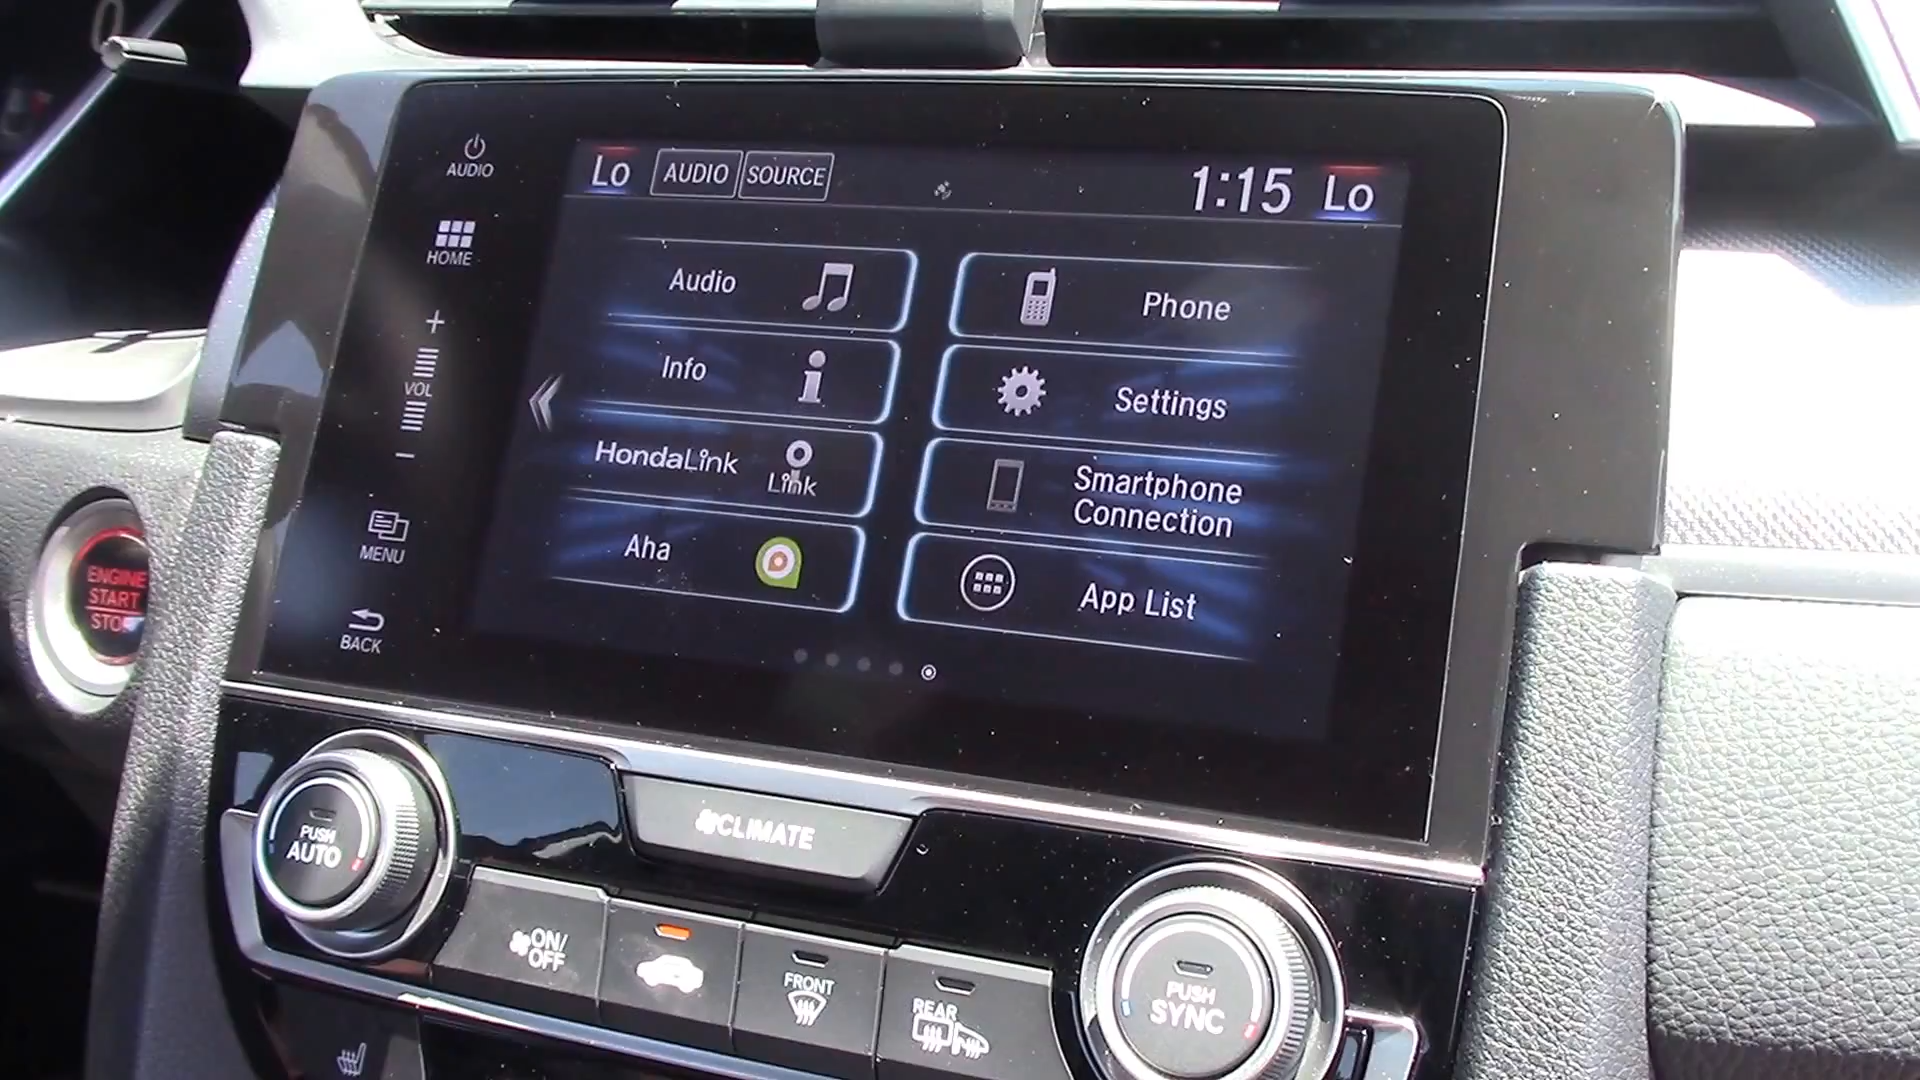 AUDIO
HOME
+
VOL
−
MENU
BACK
Lo
AUDIO
SOURCE
1:15
Lo
Audio
Phone
Info
Settings
HondaLink
Link
Smartphone
Connection
Aha
App List
ENGINE
START
STOP
PUSH
AUTO
CLIMATE
ON/
OFF
FRONT
REAR
PUSH
SYNC